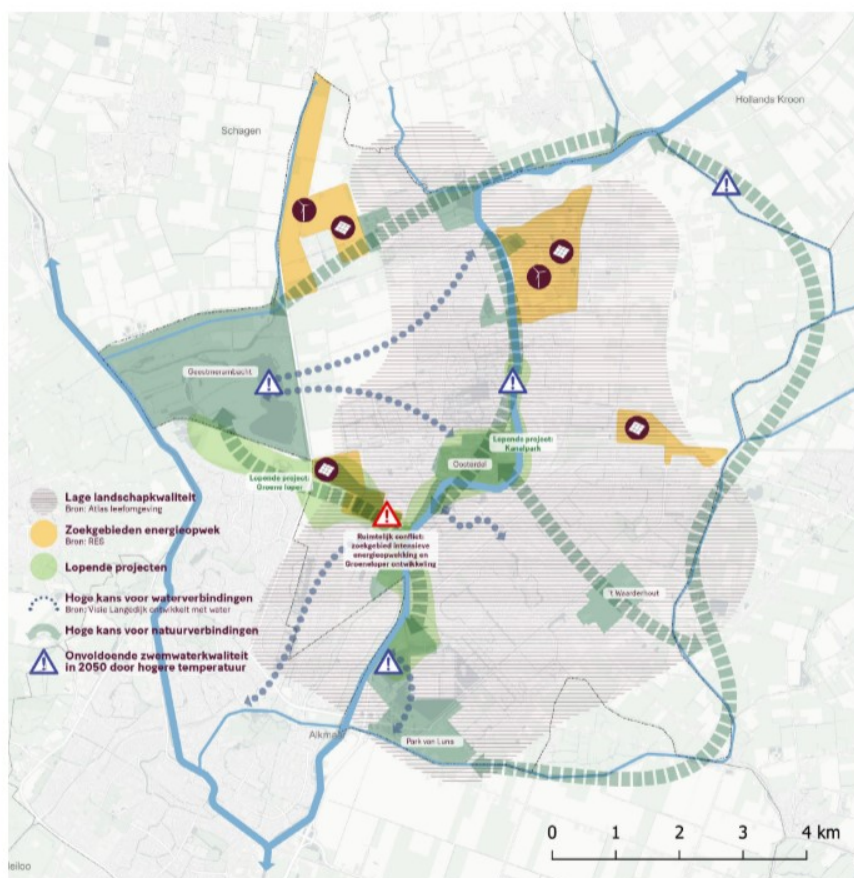 Hollands Kroon
Schagen
Geestmerambacht
Lopende project:
Kanalpark
Oosterdel
Lopende project:
Groene loper
Ruimtelijk conflict:
zoekgebied intensieve
energieopwekking en
Groeneloper ontwikkeling
't Waarderhout
Park van Luna
Alkmaar
Lage landschapkwaliteit
Bron: Atlas leefomgeving
Zoekgebieden energieopwek
Bron: RES
Lopende projecten
Hoge kans voor waterverbindingen
Bron: Visie Langedijk ontwikkelt met water
Hoge kans voor natuurverbindingen
Onvoldoende zwemwaterkwaliteit
in 2050 door hogere temperatuur
0 1 2 3 4 km